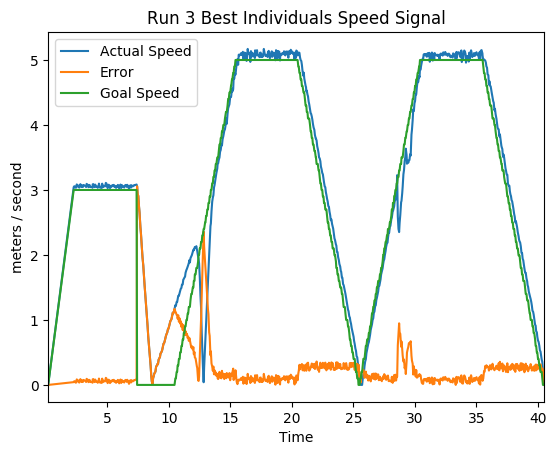 Run 3 Best Individuals Speed Signal
Actual Speed
Error
Goal Speed
meters / second
5
4
3
2
1
0
5 10 15 20 25 30 35 40
Time